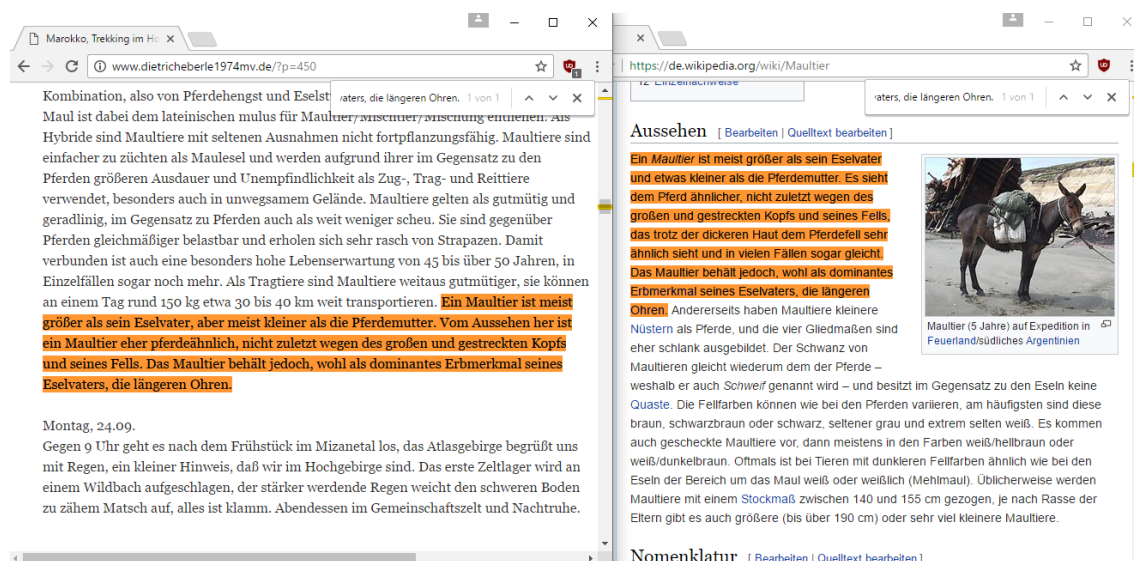 Marokko, Trekking im Ho
www.dietricheberle1974mv.de/?p=450
1
Kombination, also von Pferdehengst und Eselst
vaters, die längeren Ohren. 1 von 1
Maul ist dabei dem lateinischen mulus für Maultier/Mischtier/Mischung entliehen. Als
Hybride sind Maultiere mit seltenen Ausnahmen nicht fortpflanzungsfähig. Maultiere sind
einfacher zu züchten als Maulesel und werden aufgrund ihrer im Gegensatz zu den
Pferden größeren Ausdauer und Unempfindlichkeit als Zug-, Trag- und Reittiere
verwendet, besonders auch in unwegsamem Gelände. Maultiere gelten als gutmütig und
geradlinig, im Gegensatz zu Pferden auch als weit weniger scheu. Sie sind gegenüber
Pferden gleichmäßiger belastbar und erholen sich sehr rasch von Strapazen. Damit
verbunden ist auch eine besonders hohe Lebenserwartung von 45 bis über 50 Jahren, in
Einzelfällen sogar noch mehr. Als Tragtiere sind Maultiere weitaus gutmütiger, sie können
an einem Tag rund 150 kg etwa 30 bis 40 km weit transportieren. Ein Maultier ist meist
größer als sein Eselvater, aber meist kleiner als die Pferdemutter. Vom Aussehen her ist
ein Maultier eher pferdeähnlich, nicht zuletzt wegen des großen und gestreckten Kopfs
und seines Fells. Das Maultier behält jedoch, wohl als dominantes Erbmerkmal seines
Eselvaters, die längeren Ohren.
Montag, 24.09.
Gegen 9 Uhr geht es nach dem Frühstück im Mizanetal los, das Atlasgebirge begrüßt uns
mit Regen, ein kleiner Hinweis, daß wir im Hochgebirge sind. Das erste Zeltlager wird an
einem Wildbach aufgeschlagen, der stärker werdende Regen weicht den schweren Boden
zu zähem Matsch auf, alles ist klamm. Abendessen im Gemeinschaftszelt und Nachtruhe.
https://de.wikipedia.org/wiki/Maultier
12 Einzelnachweise
vaters, die längeren Ohren. 1 von 1
Aussehen [ Bearbeiten | Quelltext bearbeiten ]
Ein Maultier ist meist größer als sein Eselvater
und etwas kleiner als die Pferdemutter. Es sieht
dem Pferd ähnlicher, nicht zuletzt wegen des
großen und gestreckten Kopfs und seines Fells,
das trotz der dickeren Haut dem Pferdefell sehr
ähnlich sieht und in vielen Fällen sogar gleicht.
Das Maultier behält jedoch, wohl als dominantes
Erbmerkmal seines Eselvaters, die längeren
Ohren. Andererseits haben Maultiere kleinere
Nüstern als Pferde, und die vier Gliedmaßen sind
eher schlank ausgebildet. Der Schwanz von
Maultieren gleicht wiederum dem der Pferde –
weshalb er auch Schweif genannt wird – und besitzt im Gegensatz zu den Eseln keine
Quaste. Die Fellfarben können wie bei den Pferden variieren, am häufigsten sind diese
braun, schwarzbraun oder schwarz, seltener grau und extrem selten weiß. Es kommen
auch gescheckte Maultiere vor, dann meistens in den Farben weiß/hellbraun oder
weiß/dunkelbraun. Oftmals ist bei Tieren mit dunkleren Fellfarben ähnlich wie bei den
Eseln der Bereich um das Maul weiß oder weißlich (Mehlmaul). Üblicherweise werden
Maultiere mit einem Stockmaß zwischen 140 und 155 cm gezogen, je nach Rasse der
Eltern gibt es auch größere (bis über 190 cm) oder sehr viel kleinere Maultiere.
Maultier (5 Jahre) auf Expedition in
Feuerland/südliches Argentinien
Nomenklatur [ Bearbeiten | Quelltext bearbeiten ]